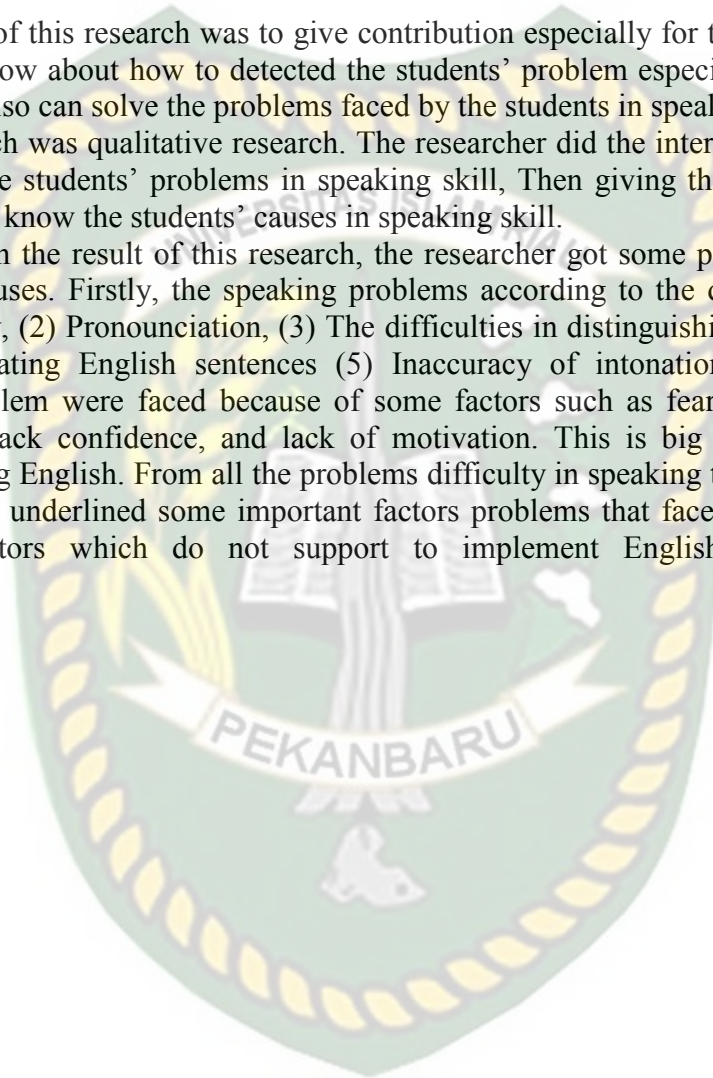 of this research was to give contribution especially for t
ow about how to detected the students' problem especi
lso can solve the problems faced by the students in speak
ch was qualitative research. The researcher did the inter
e students' problems in speaking skill, Then giving th
know the students' causes in speaking skill.
n the result of this research, the researcher got some p
uses. Firstly, the speaking problems according to the
, (2) Pronounciation, (3) The difficulties in distinguishi
ating English sentences (5) Inaccuracy of intonation
lem were faced because of some factors such as fear
ack confidence, and lack of motivation. This is big
g English. From all the problems difficulty in speaking
underlined some important factors problems that face
tors which do not support to implement English
UNIVERSITAS ISLAM RIAU
PEKANBARU